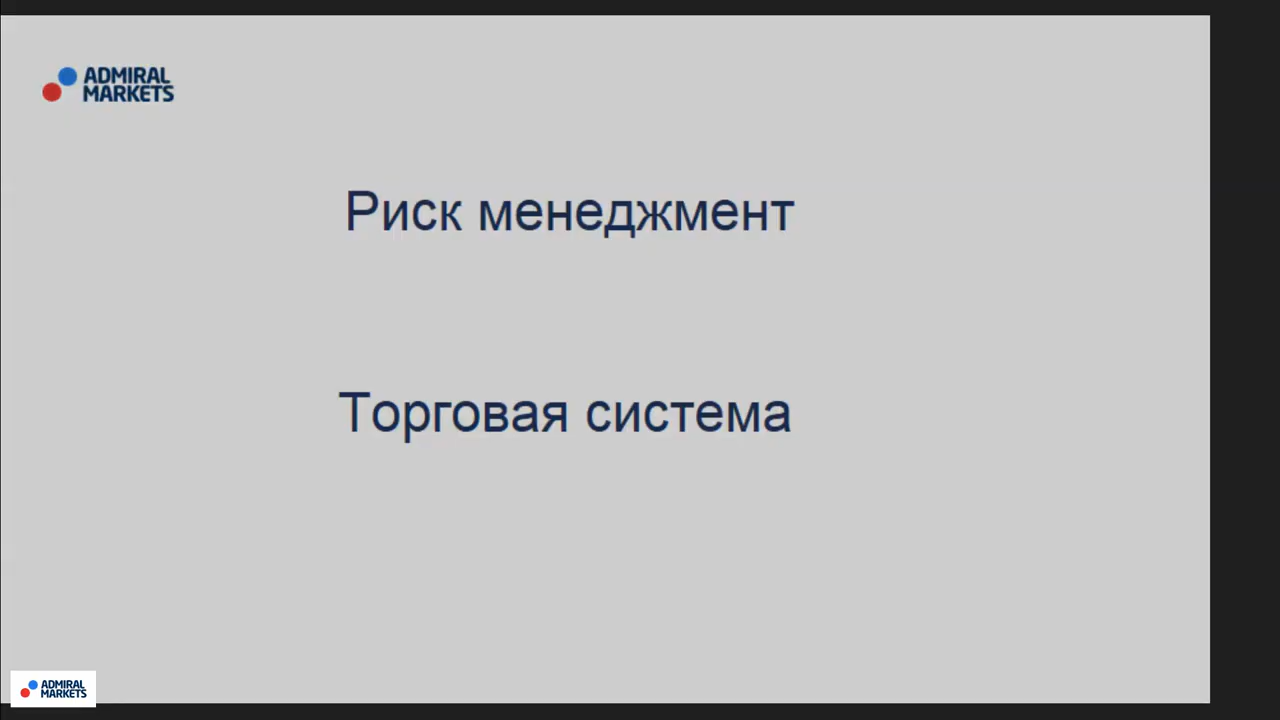 ADMIRAL
MARKETS
Риск менеджмент
Торговая система
ADMIRAL
MARKETS